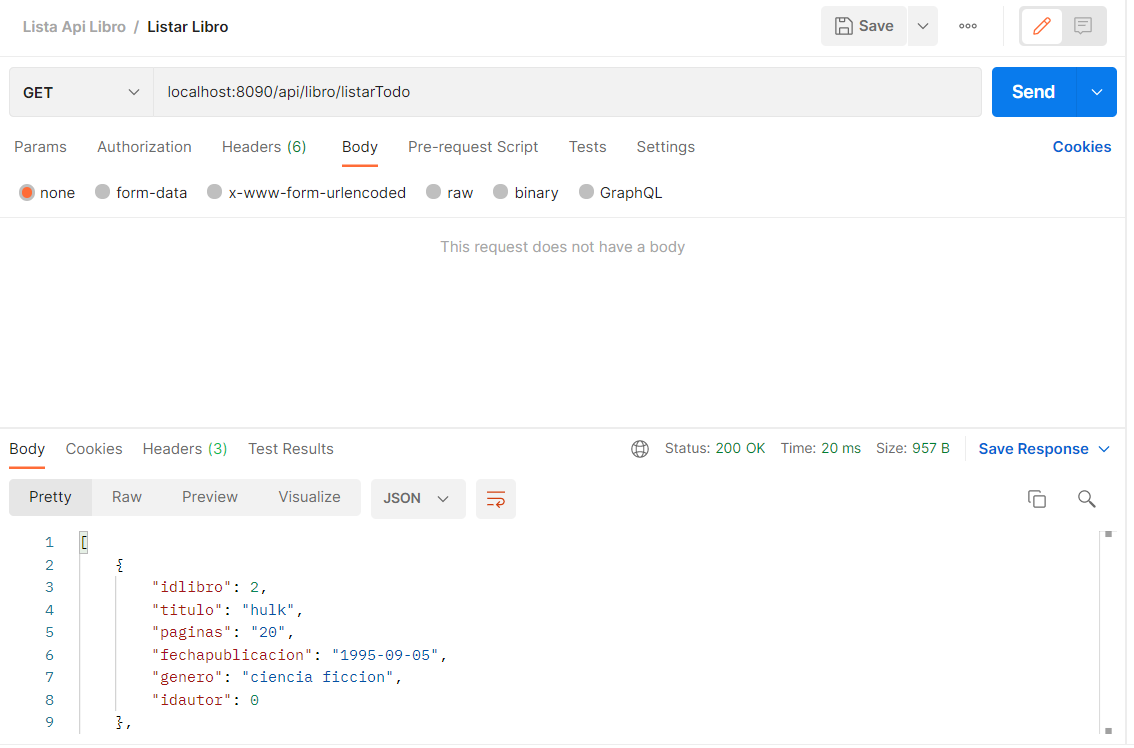 Lista Api Libro / Listar Libro
Save
GET
localhost:8090/api/libro/listarTodo
Send
Params Authorization Headers (6) Body Pre-request Script Tests Settings Cookies
none form-data x-www-form-urlencoded raw binary GraphQL
This request does not have a body
Body Cookies Headers (3) Test Results Status: 200 OK Time: 20 ms Size: 957 B Save Response
Pretty Raw Preview Visualize JSON
1 [
2 {
3 "idlibro": 2,
4 "titulo": "hulk",
5 "paginas": "20",
6 "fechapublicacion": "1995-09-05",
7 "genero": "ciencia ficcion",
8 "idautor": 0
9 },